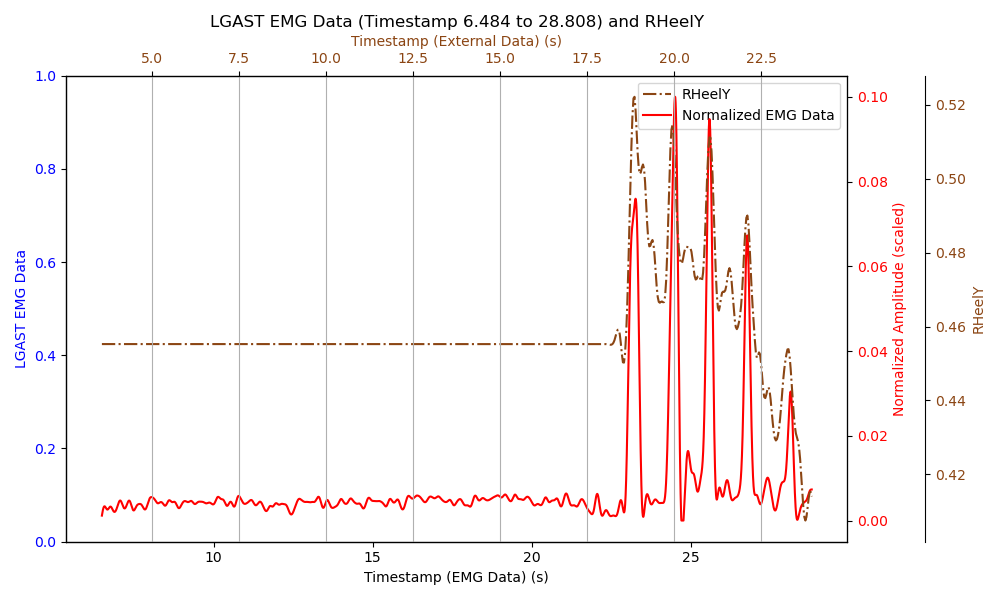 LGAST EMG Data (Timestamp 6.484 to 28.808) and RHeelY
Timestamp (External Data) (s)
5.0 7.5 10.0 12.5 15.0 17.5 20.0 22.5
RHeelY
Normalized EMG Data
1.0
0.8
0.6
0.4
0.2
0.0
LGAST EMG Data
0.10
0.08
0.06
0.04
0.02
0.00
Normalized Amplitude (scaled)
0.52
0.50
0.48
0.46
0.44
0.42
RHeelY
10 15 20 25
Timestamp (EMG Data) (s)